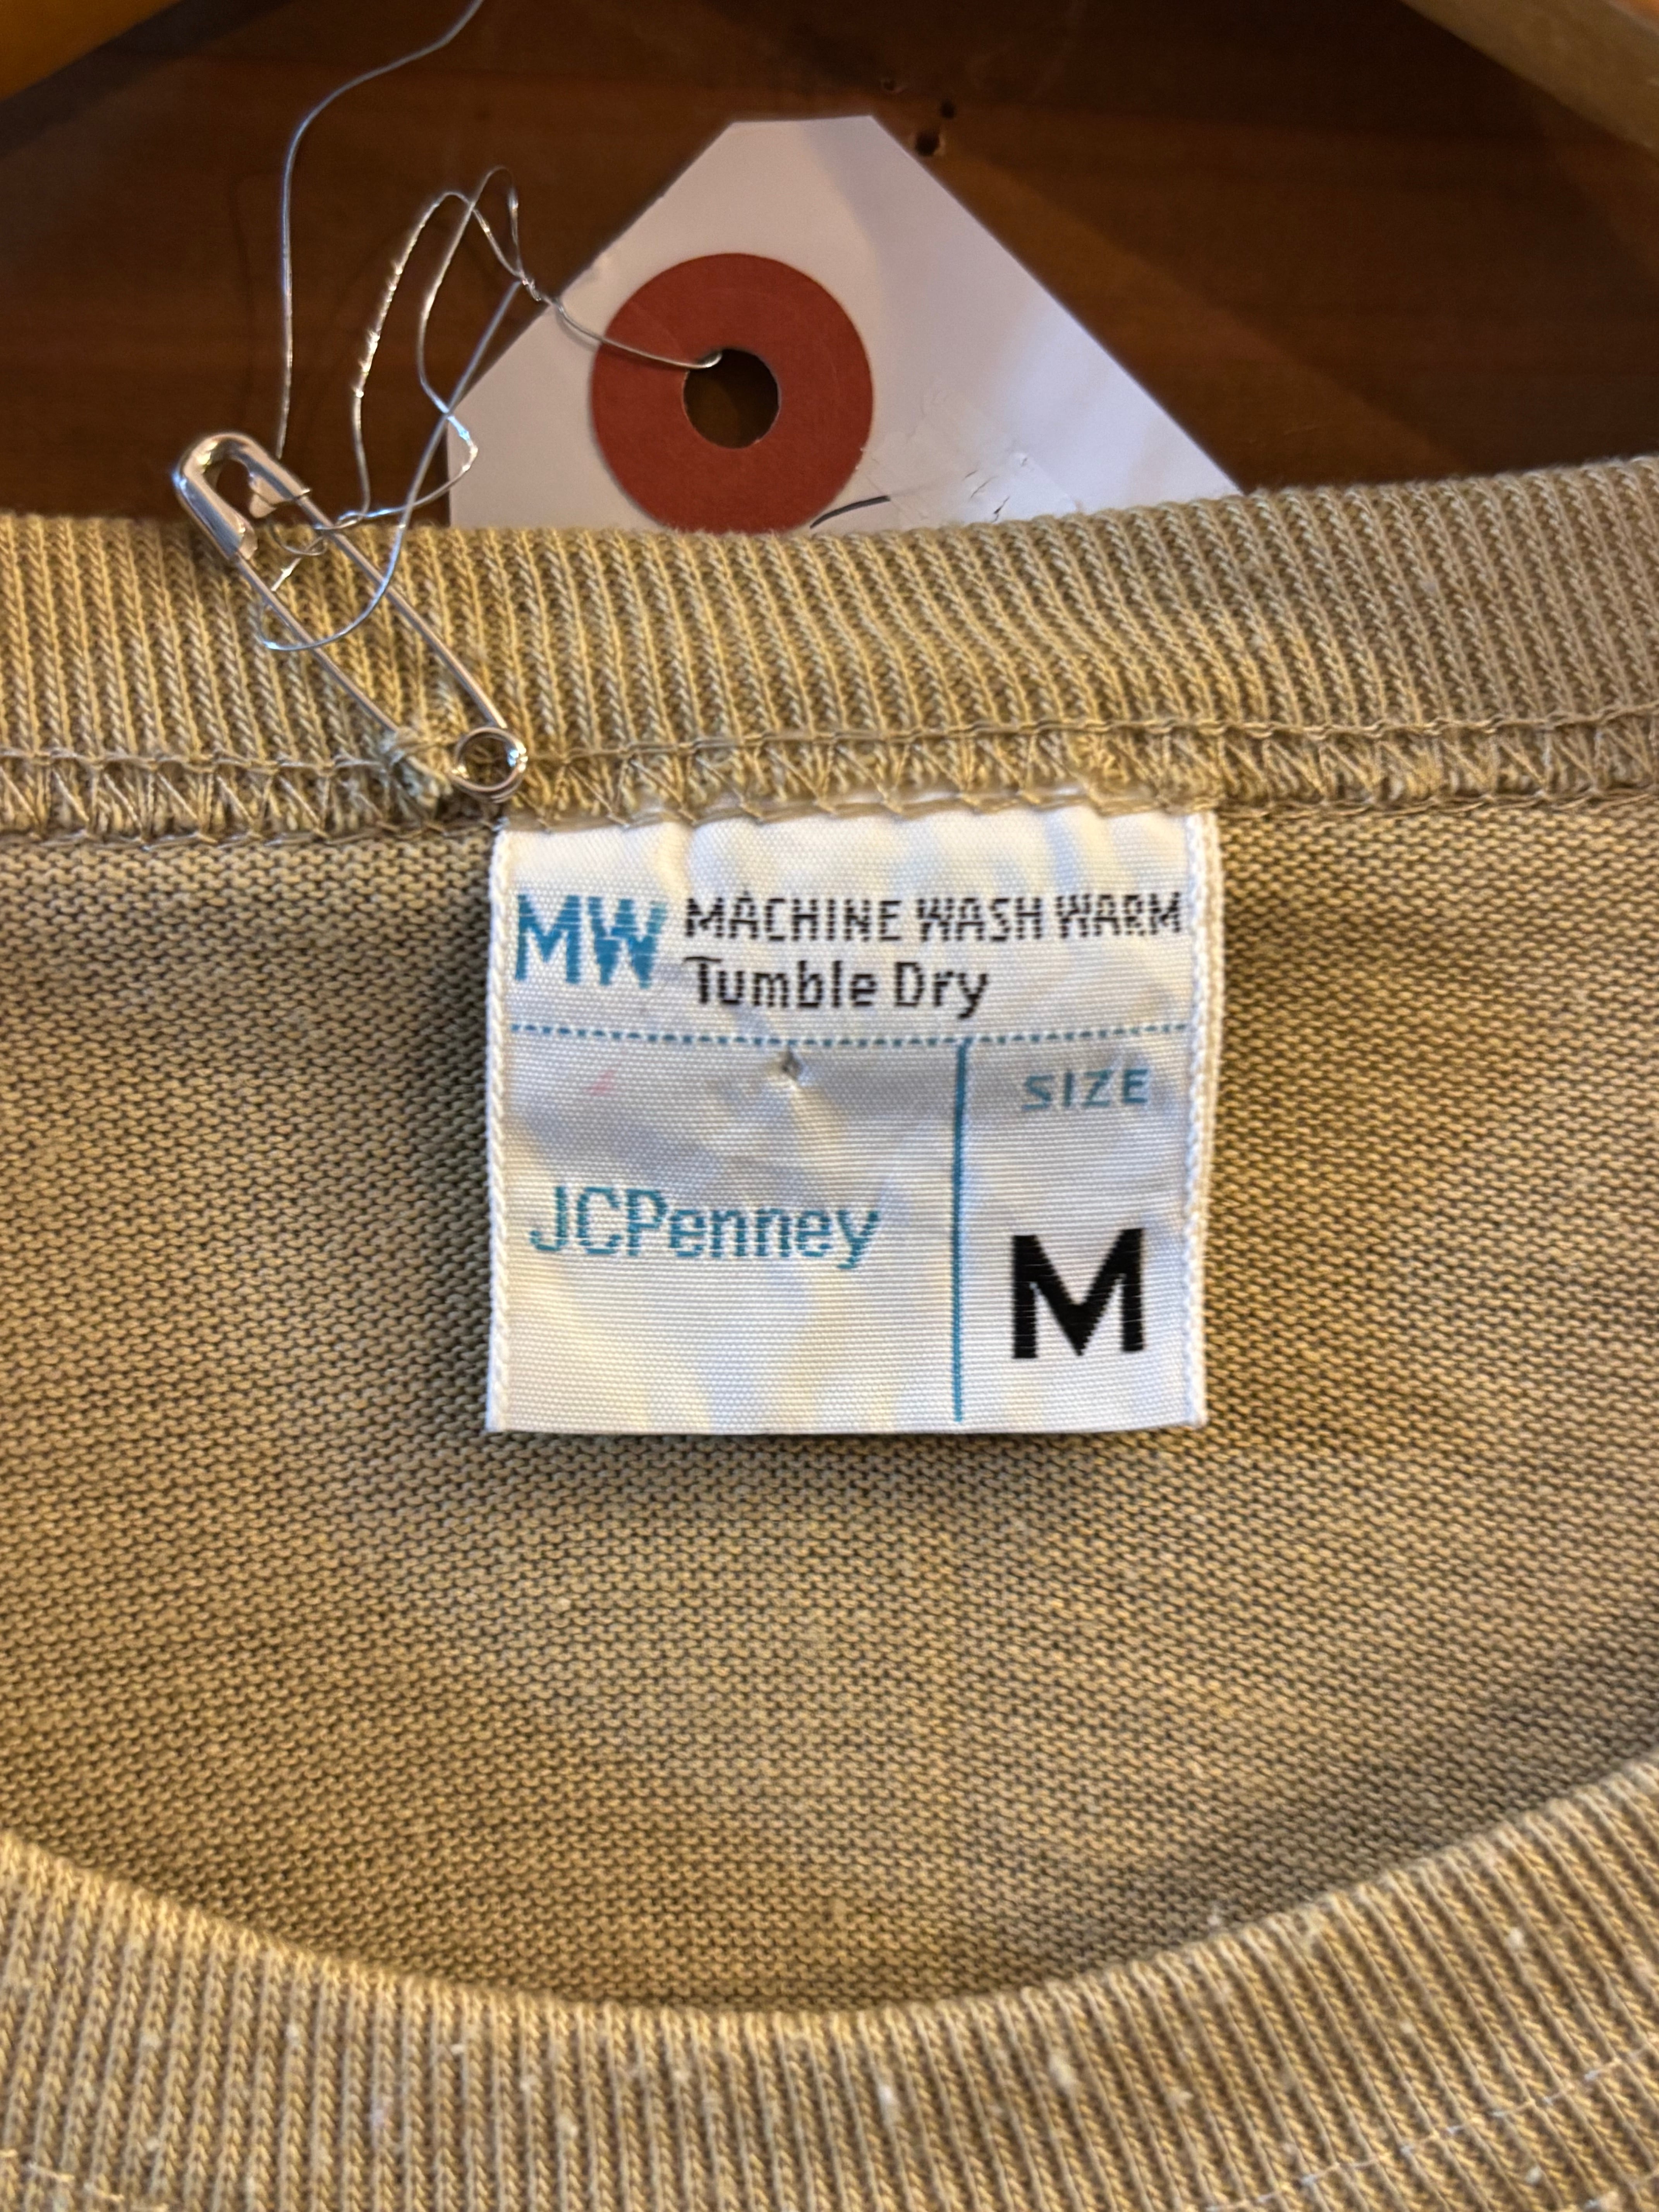 MW MACHINE WASH WARM
Tumble Dry
SIZE
JCPenney
M